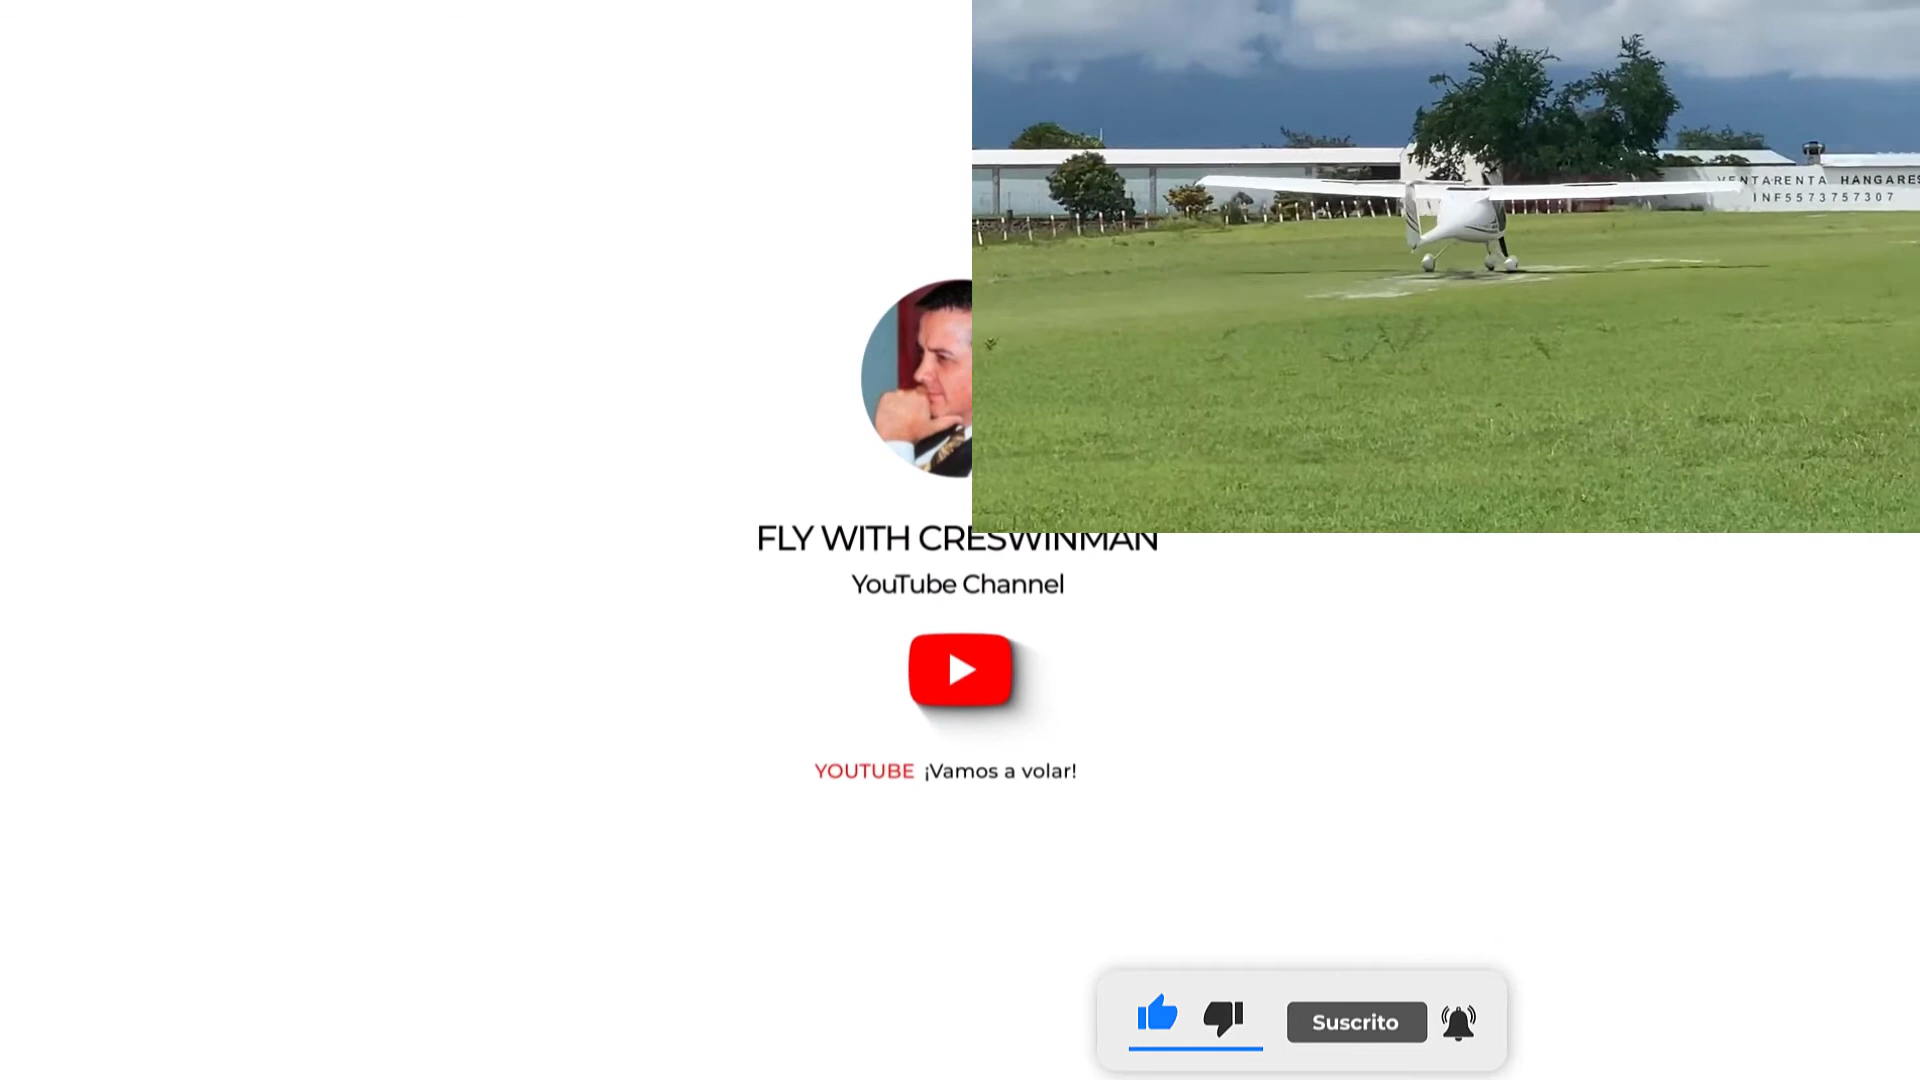 VENTARENTA HANGARES
INF5573757307
FLY WITH CRESWINMAN
YouTube Channel
YOUTUBE ¡Vamos a volar!
Suscrito